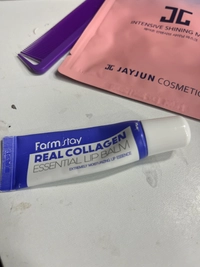 INTENSIVE SHINING M
JAYJUN COSMETIC
Farm.stay
REAL COLLAGEN
ESSENTIAL LIP BALM